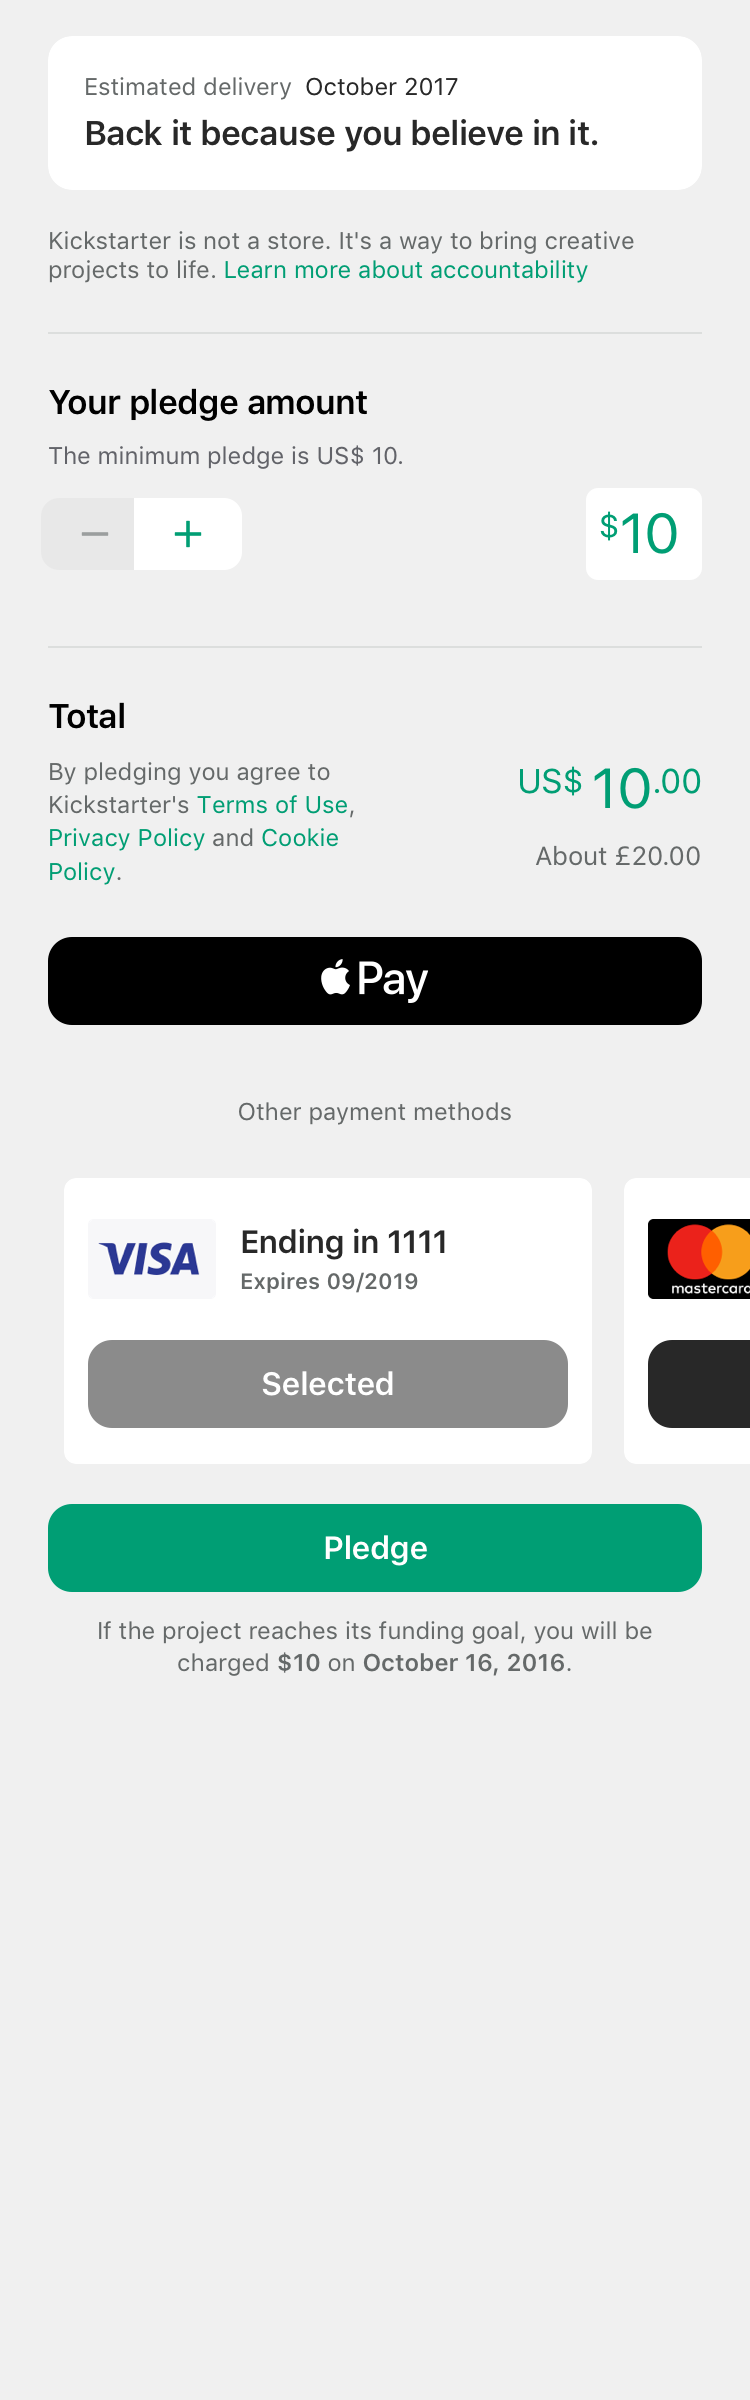 Estimated delivery October 2017
Back it because you believe in it.
Kickstarter is not a store. It's a way to bring creative
projects to life. Learn more about accountability
Your pledge amount
The minimum pledge is US$ 10.
− + $10
Total
By pledging you agree to
Kickstarter's Terms of Use,
Privacy Policy and Cookie
Policy.
US$ 10.00
About £20.00
Pay
Other payment methods
VISA
Ending in 1111
Expires 09/2019
Selected
mastercard
Pledge
If the project reaches its funding goal, you will be
charged $10 on October 16, 2016.